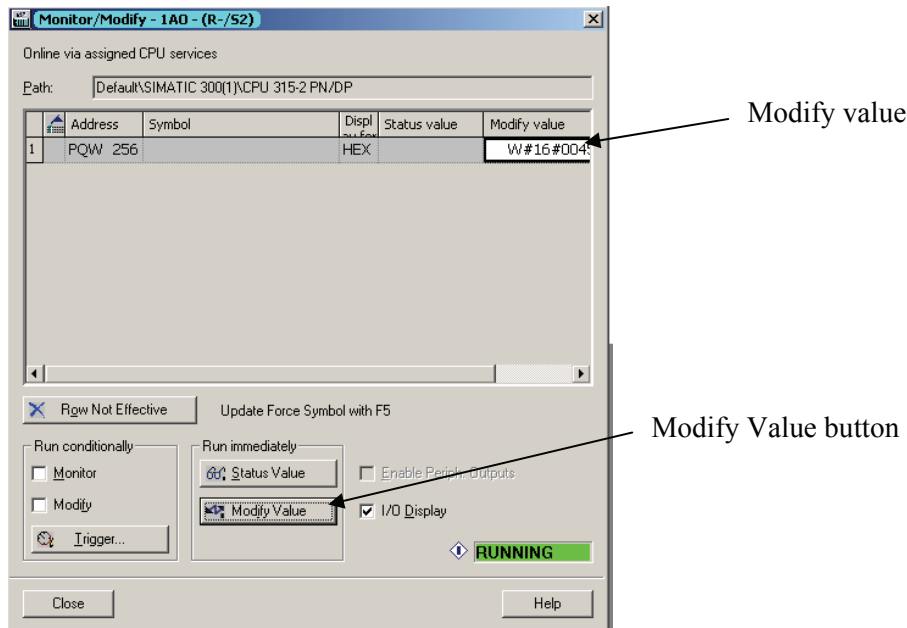 Monitor/Modify - 1AO - (R-/S2)
Online via assigned CPU services
Path: Default\SIMATIC 300(1)\CPU 315-2 PN/DP
Address Symbol Displ Status value Modify value
1 PQW 256 HEX W#16#004
Modify value
Row Not Effective Update Force Symbol with F5
Modify Value button
Run conditionally Run immediately
Monitor Status Value Enable Periph. Outputs
Modify Modify Value I/O Display
Trigger...
RUNNING
Close Help